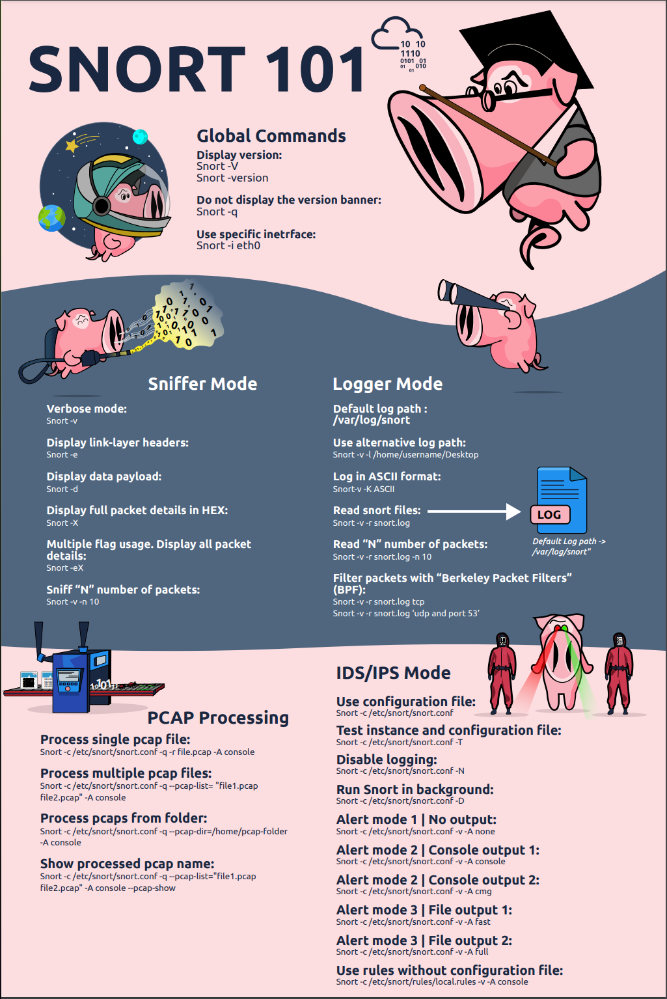 SNORT 101
10 10
1110
0101 01
01 010
01
Global Commands
Display version:
Snort -V
Snort -version
Do not display the version banner:
Snort -q
Use specific inetrface:
Snort -i eth0
Sniffer Mode
Verbose mode:
Snort -v
Display link-layer headers:
Snort -e
Display data payload:
Snort -d
Display full packet details in HEX:
Snort -X
Multiple flag usage. Display all packet
details:
Snort -eX
Sniff “N” number of packets:
Snort -v -n 10
Logger Mode
Default log path :
/var/log/snort
Use alternative log path:
Snort -v -l /home/username/Desktop
Log in ASCII format:
Snort-v -K ASCII
Read snort files:
Snort -v -r snort.log
LOG
Default Log path ->
/var/log/snort"
Read “N” number of packets:
Snort -v -r snort.log -n 10
Filter packets with “Berkeley Packet Filters”
(BPF):
Snort -v -r snort.log tcp
Snort -v -r snort.log ‘udp and port 53’
PCAP Processing
Process single pcap file:
Snort -c /etc/snort/snort.conf -q -r file.pcap -A console
Process multiple pcap files:
Snort -c /etc/snort/snort.conf -q --pcap-list= "file1.pcap
file2.pcap" -A console
Process pcaps from folder:
Snort -c /etc/snort/snort.conf -q --pcap-dir=/home/pcap-folder
-A console
Show processed pcap name:
Snort -c /etc/snort/snort.conf -q --pcap-list="file1.pcap
file2.pcap" -A console --pcap-show
IDS/IPS Mode
Use configuration file:
Snort -c /etc/snort/snort.conf
Test instance and configuration file:
Snort -c /etc/snort/snort.conf -T
Disable logging:
Snort -c /etc/snort/snort.conf -N
Run Snort in background:
Snort -c /etc/snort/snort.conf -D
Alert mode 1 | No output:
Snort -c /etc/snort/snort.conf -v -A none
Alert mode 2 | Console output 1:
Snort -c /etc/snort/snort.conf -v -A console
Alert mode 2 | Console output 2:
Snort -c /etc/snort/snort.conf -v -A cmg
Alert mode 3 | File output 1:
Snort -c /etc/snort/snort.conf -v -A fast
Alert mode 3 | File output 2:
Snort -c /etc/snort/snort.conf -v -A full
Use rules without configuration file:
Snort -c /etc/snort/rules/local.rules -v -A console